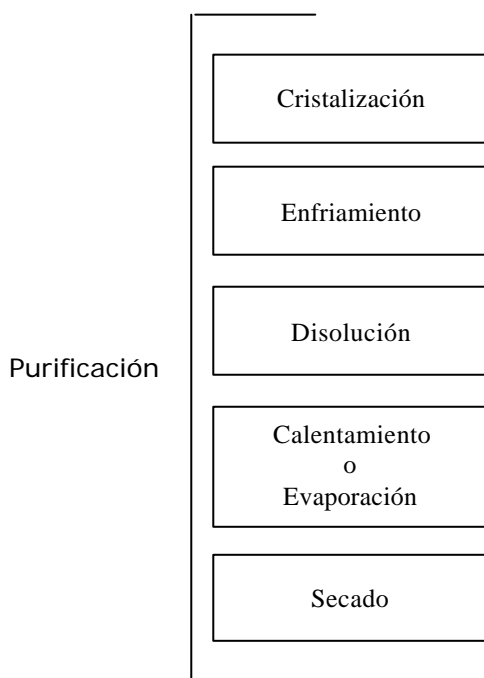 Cristalización
Enfriamiento
Disolución
Purificación
Calentamiento
o
Evaporación
Secado